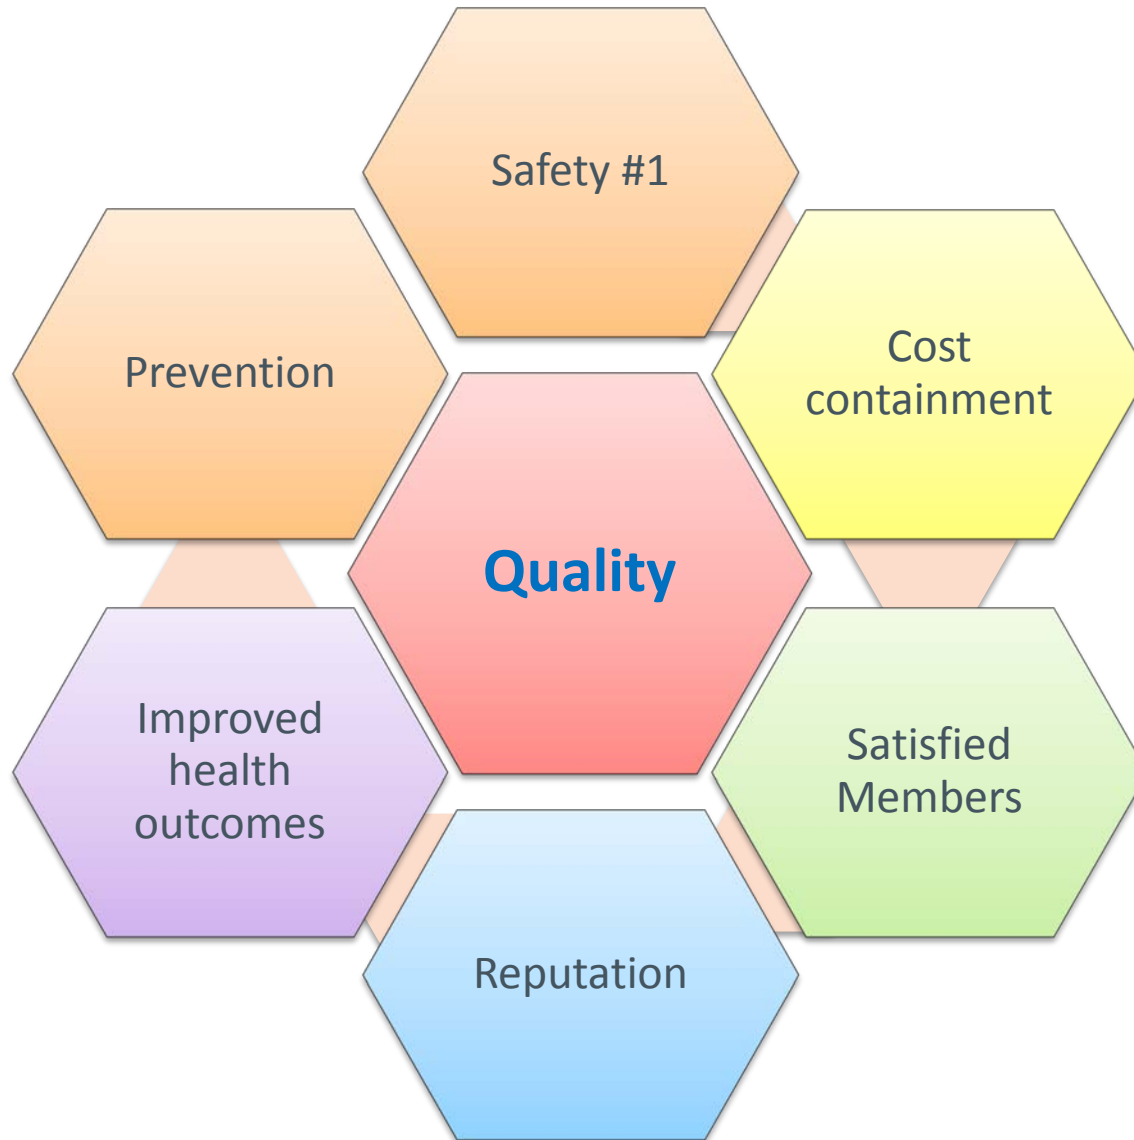 Safety #1
Prevention
Cost
containment
Quality
Improved
health
outcomes
Satisfied
Members
Reputation